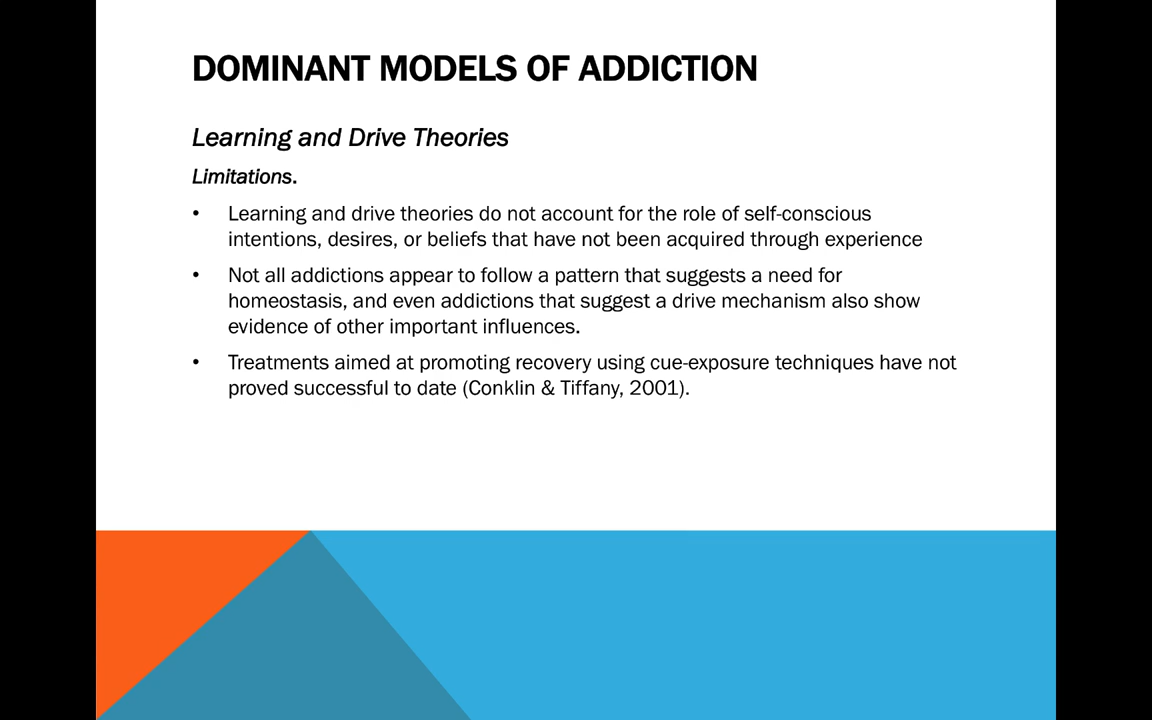 DOMINANT MODELS OF ADDICTION
Learning and Drive Theories
Limitations.
• Learning and drive theories do not account for the role of self-conscious
intentions, desires, or beliefs that have not been acquired through experience
• Not all addictions appear to follow a pattern that suggests a need for
homeostasis, and even addictions that suggest a drive mechanism also show
evidence of other important influences.
• Treatments aimed at promoting recovery using cue-exposure techniques have not
proved successful to date (Conklin & Tiffany, 2001).